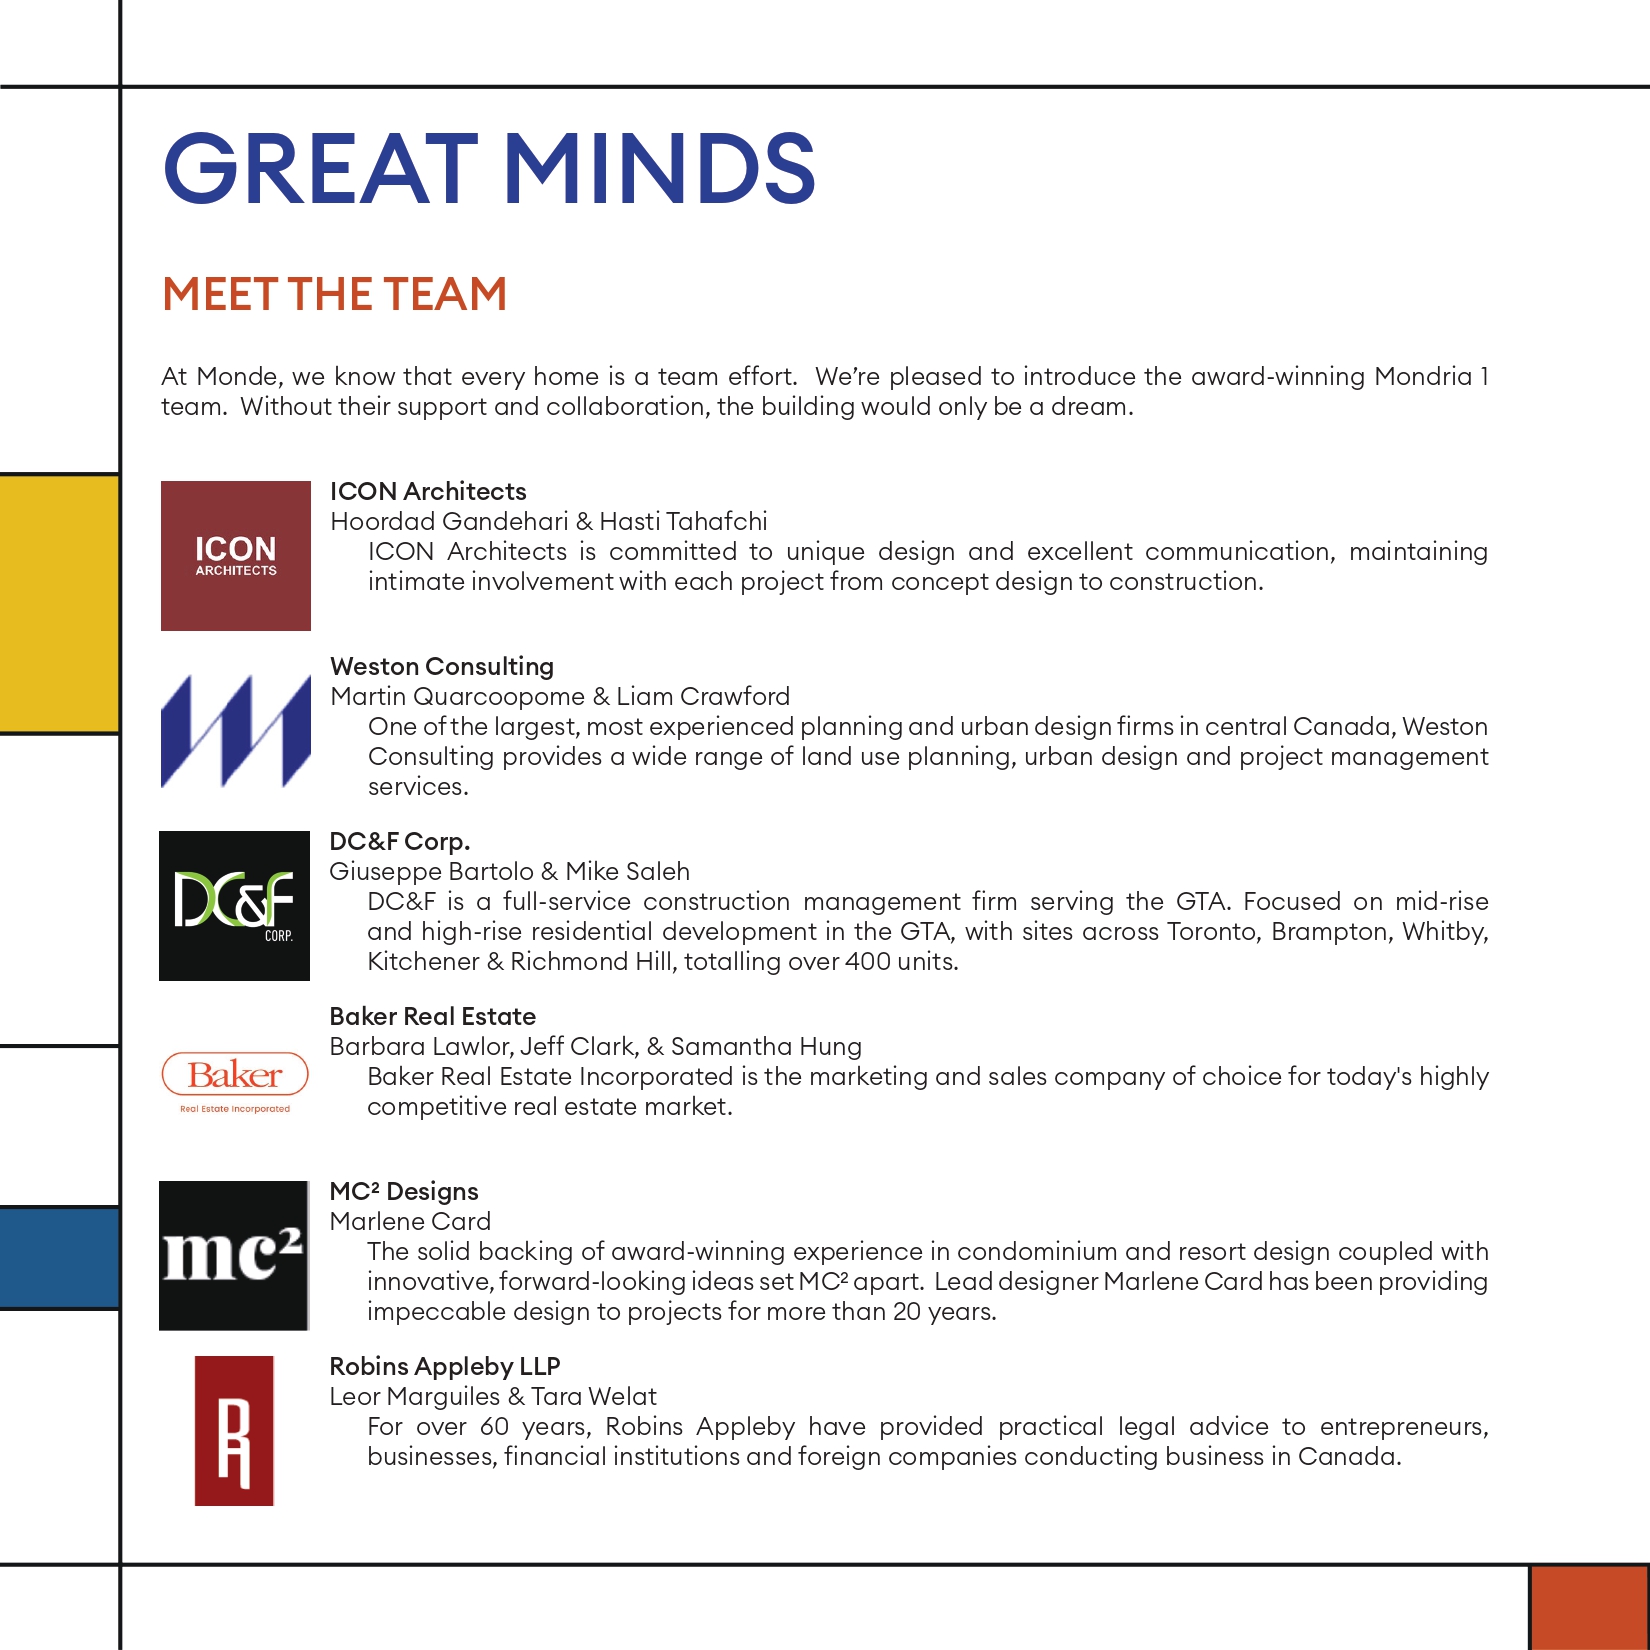 GREAT MINDS
MEET THE TEAM
At Monde, we know that every home is a team effort.  We’re pleased to introduce the award-winning Mondria 1
team.  Without their support and collaboration, the building would only be a dream.
ICON
ARCHITECTS
ICON Architects
Hoordad Gandehari & Hasti Tahafchi
ICON Architects is committed to unique design and excellent communication, maintaining
intimate involvement with each project from concept design to construction.
Weston Consulting
Martin Quarcoopome & Liam Crawford
One of the largest, most experienced planning and urban design firms in central Canada, Weston
Consulting provides a wide range of land use planning, urban design and project management
services.
DC&F
CORP.
DC&F Corp.
Giuseppe Bartolo & Mike Saleh
DC&F is a full-service construction management firm serving the GTA. Focused on mid-rise
and high-rise residential development in the GTA, with sites across Toronto, Brampton, Whitby,
Kitchener & Richmond Hill, totalling over 400 units.
Baker
Real Estate Incorporated
Baker Real Estate
Barbara Lawlor, Jeff Clark, & Samantha Hung
Baker Real Estate Incorporated is the marketing and sales company of choice for today's highly
competitive real estate market.
mc²
MC² Designs
Marlene Card
The solid backing of award-winning experience in condominium and resort design coupled with
innovative, forward-looking ideas set MC² apart.  Lead designer Marlene Card has been providing
impeccable design to projects for more than 20 years.
RA
Robins Appleby LLP
Leor Marguiles & Tara Welat
For over 60 years, Robins Appleby have provided practical legal advice to entrepreneurs,
businesses, financial institutions and foreign companies conducting business in Canada.